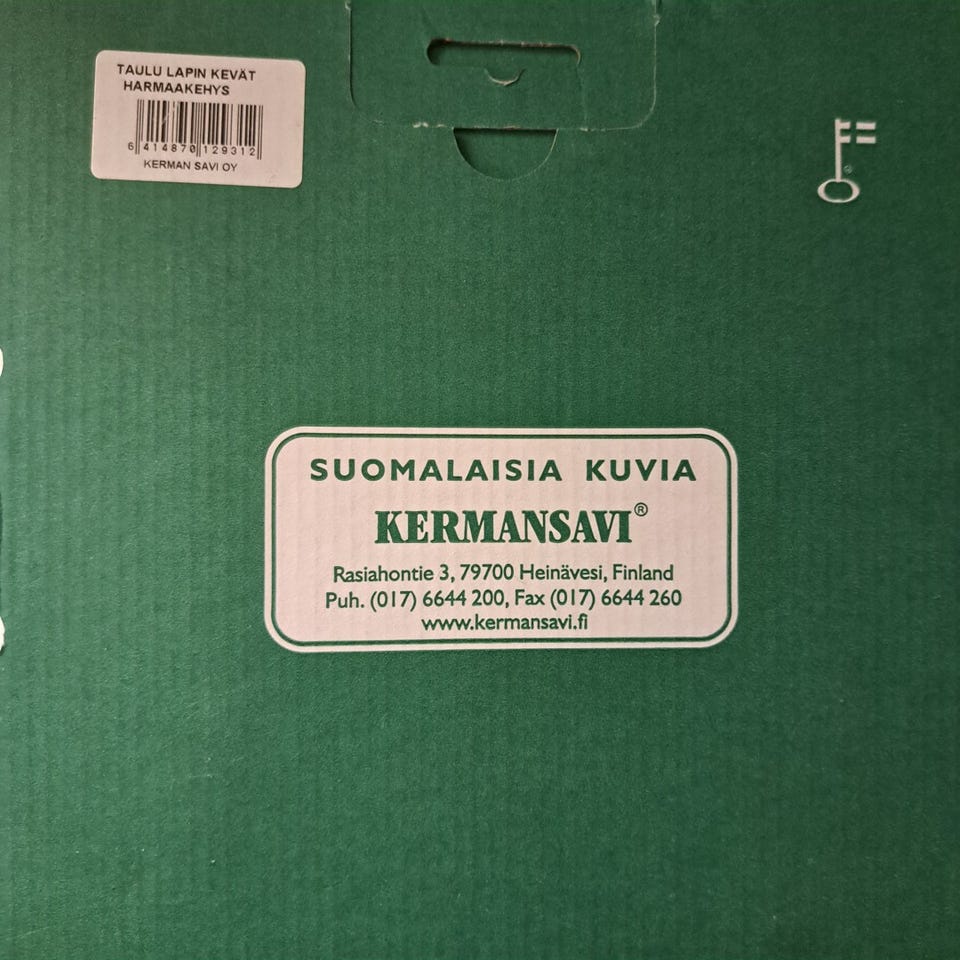 TAULU LAPIN KEVÄT
HARMAAKEHYS
6 414870 129312
KERMAN SAVI OY
SUOMALAISIA KUVIA
KERMANSAVI®
Rasiahontie 3, 79700 Heinävesi, Finland
Puh. (017) 6644 200, Fax (017) 6644 260
www.kermansavi.fi